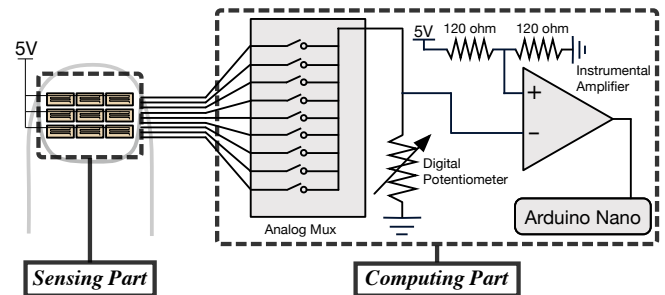 5V
5V
120 ohm
120 ohm
Instrumental
Amplifier
+
−
Digital
Potentiometer
Arduino Nano
Analog Mux
Sensing Part
Computing Part